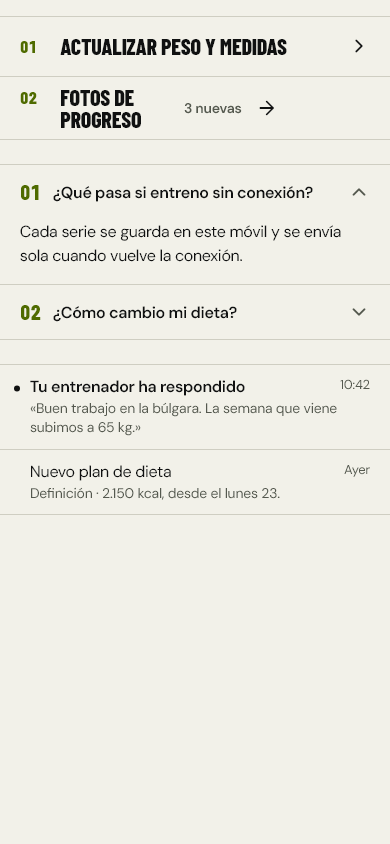 01 ACTUALIZAR PESO Y MEDIDAS
02 FOTOS DE
PROGRESO
3 nuevas
01 ¿Qué pasa si entreno sin conexión?
Cada serie se guarda en este móvil y se envía
sola cuando vuelve la conexión.
02 ¿Cómo cambio mi dieta?
Tu entrenador ha respondido 10:42
«Buen trabajo en la búlgara. La semana que viene
subimos a 65 kg.»
Nuevo plan de dieta Ayer
Definición · 2.150 kcal, desde el lunes 23.